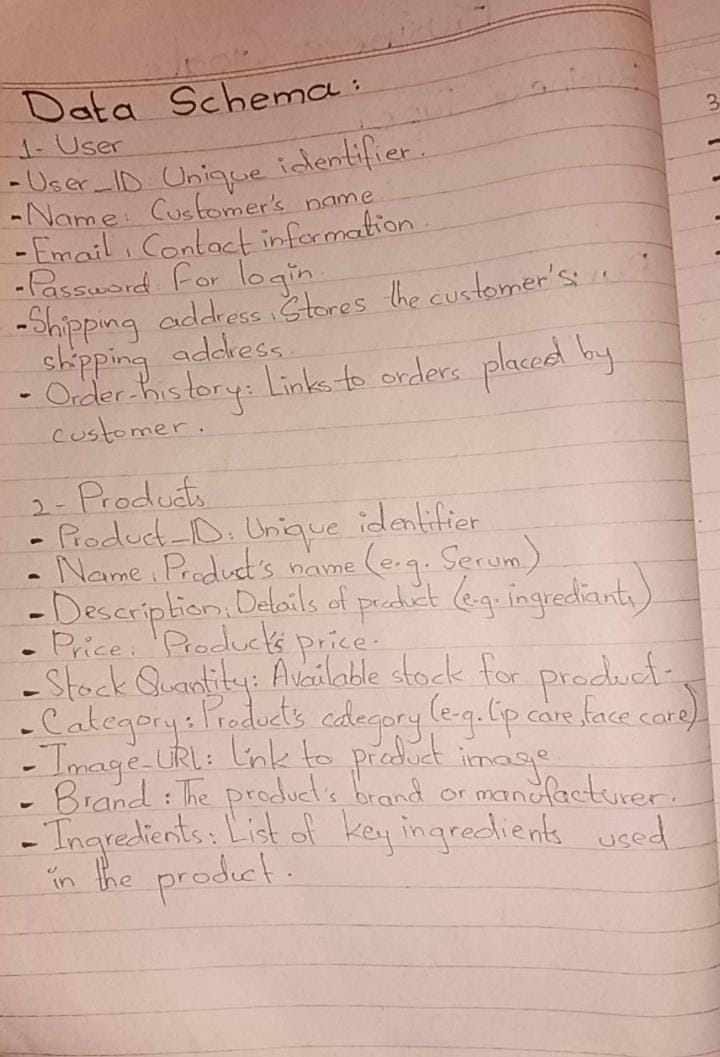 Data Schema:
1- User
- User_ID: Unique identifier.
- Name: Customer's name
- Email: Contact information.
- Password: For login
- Shipping address: Stores the customer's
shipping address
- Order-history: Links to orders placed by
customer.
2- Products
- Product_ID: Unique identifier
- Name: Product's name (e.g. Serum)
- Description: Details of product (e.g. ingrediants)
- Price: Product's price.
- Stock Quantity: Available stock for product.
- Category: Product's category (e-g. lip care, face care)
- Image-URL: link to product image
- Brand: The product's brand or manufacturer.
- Ingredients: List of key ingredients used
in the product.
3